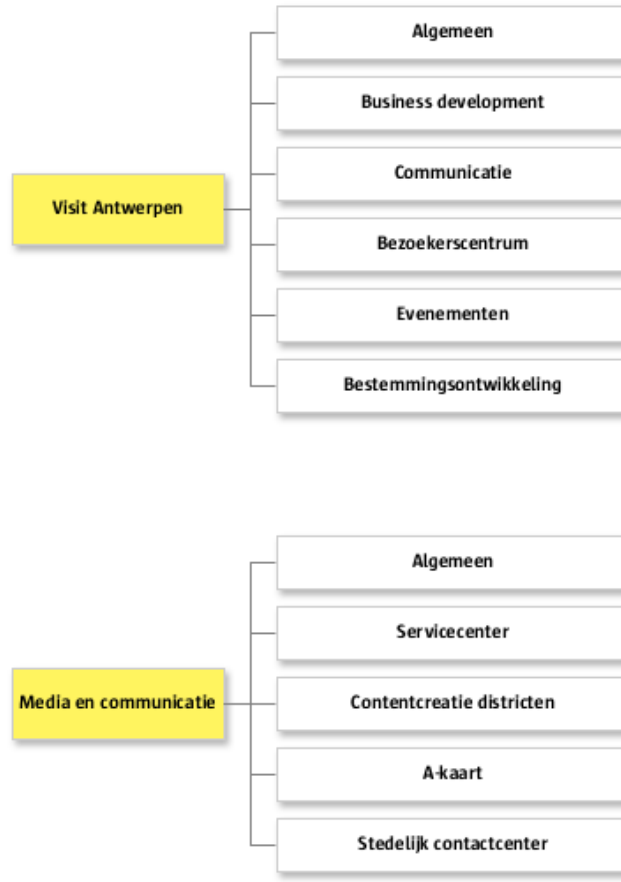 Visit Antwerpen
Algemeen
Business development
Communicatie
Bezoekerscentrum
Evenementen
Bestemmingsontwikkeling
Media en communicatie
Algemeen
Servicecenter
Contentcreatie districten
A-kaart
Stedelijk contactcenter